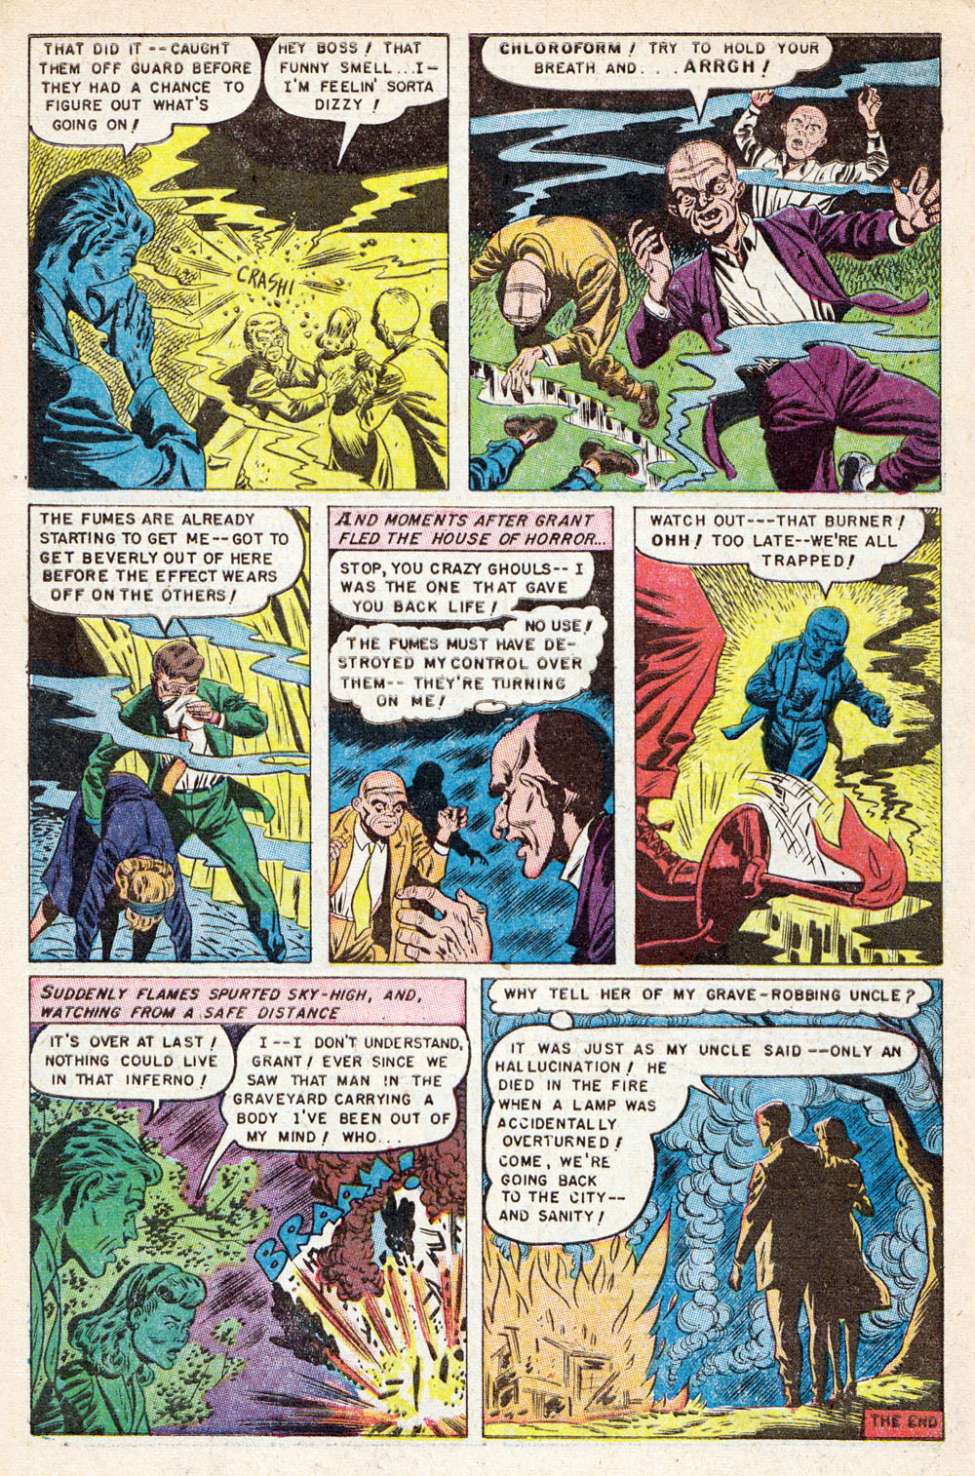 THAT DID IT -- CAUGHT
THEM OFF GUARD BEFORE
THEY HAD A CHANCE TO
FIGURE OUT WHAT'S
GOING ON!
HEY BOSS! THAT
FUNNY SMELL...I--
I'M FEELIN' SORTA
DIZZY!
CRASH!
CHLOROFORM! TRY TO HOLD YOUR
BREATH AND.... ARRGH!
THE FUMES ARE ALREADY
STARTING TO GET ME--GOT TO
GET BEVERLY OUT OF HERE
BEFORE THE EFFECT WEARS
OFF ON THE OTHERS!
AND MOMENTS AFTER GRANT
FLED THE HOUSE OF HORROR...
STOP, YOU CRAZY GHOULS-- I
WAS THE ONE THAT GAVE
YOU BACK LIFE!
NO USE!
THE FUMES MUST HAVE DE-
STROYED MY CONTROL OVER
THEM-- THEY'RE TURNING
ON ME!
WATCH OUT---THAT BURNER!
OHH! TOO LATE--WE'RE ALL
TRAPPED!
SUDDENLY FLAMES SPURTED SKY-HIGH, AND,
WATCHING FROM A SAFE DISTANCE
IT'S OVER AT LAST!
NOTHING COULD LIVE
IN THAT INFERNO!
I--I DON'T UNDERSTAND,
GRANT! EVER SINCE WE
SAW THAT MAN IN THE
GRAVEYARD CARRYING A
BODY I'VE BEEN OUT OF
MY MIND! WHO...
BRAAM!
WHY TELL HER OF MY GRAVE-ROBBING UNCLE?
IT WAS JUST AS MY UNCLE SAID--ONLY AN
HALLUCINATION! HE
DIED IN THE FIRE
WHEN A LAMP WAS
ACCIDENTALLY
OVERTURNED!
COME, WE'RE
GOING BACK
TO THE CITY--
AND SANITY!
THE END